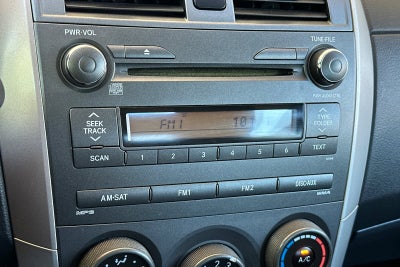 PWR•VOL
TUNE•FILE
FM1
SEEK
TRACK
TYPE
FOLDER
SCAN
1 2 3 4 5 6
TEXT
AM•SAT
FM1
FM2
DISC•AUX
MP3
A/C